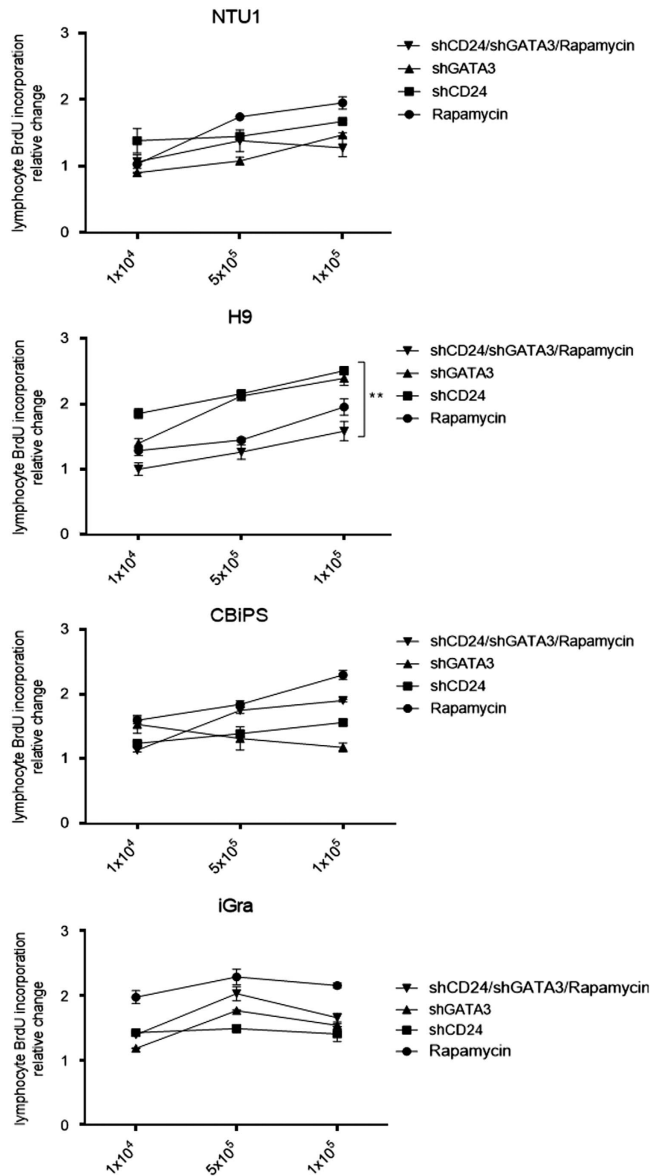 NTU1
lymphocyte BrdU incorporation
relative change
3
2
1
0
1x10⁴
5x10⁵
1x10⁵
shCD24/shGATA3/Rapamycin
shGATA3
shCD24
Rapamycin
H9
lymphocyte BrdU incorporation
relative change
3
2
1
0
1x10⁴
5x10⁵
1x10⁵
**
shCD24/shGATA3/Rapamycin
shGATA3
shCD24
Rapamycin
CBiPS
lymphocyte BrdU incorporation
relative change
3
2
1
0
1x10⁴
5x10⁵
1x10⁵
shCD24/shGATA3/Rapamycin
shGATA3
shCD24
Rapamycin
iGra
lymphocyte BrdU incorporation
relative change
3
2
1
0
1x10⁴
5x10⁵
1x10⁵
shCD24/shGATA3/Rapamycin
shGATA3
shCD24
Rapamycin